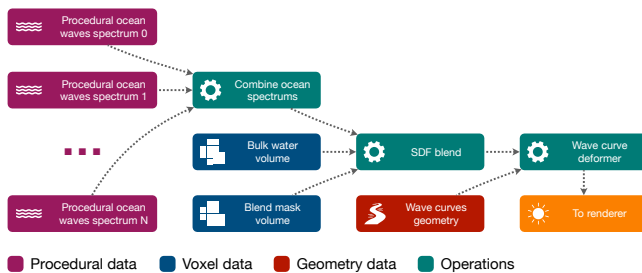 Procedural ocean
waves spectrum 0
Procedural ocean
waves spectrum 1
Combine ocean
spectrums
Bulk water
volume
SDF blend
Wave curve
deformer
Procedural ocean
waves spectrum N
Blend mask
volume
Wave curves
geometry
To renderer
Procedural data
Voxel data
Geometry data
Operations